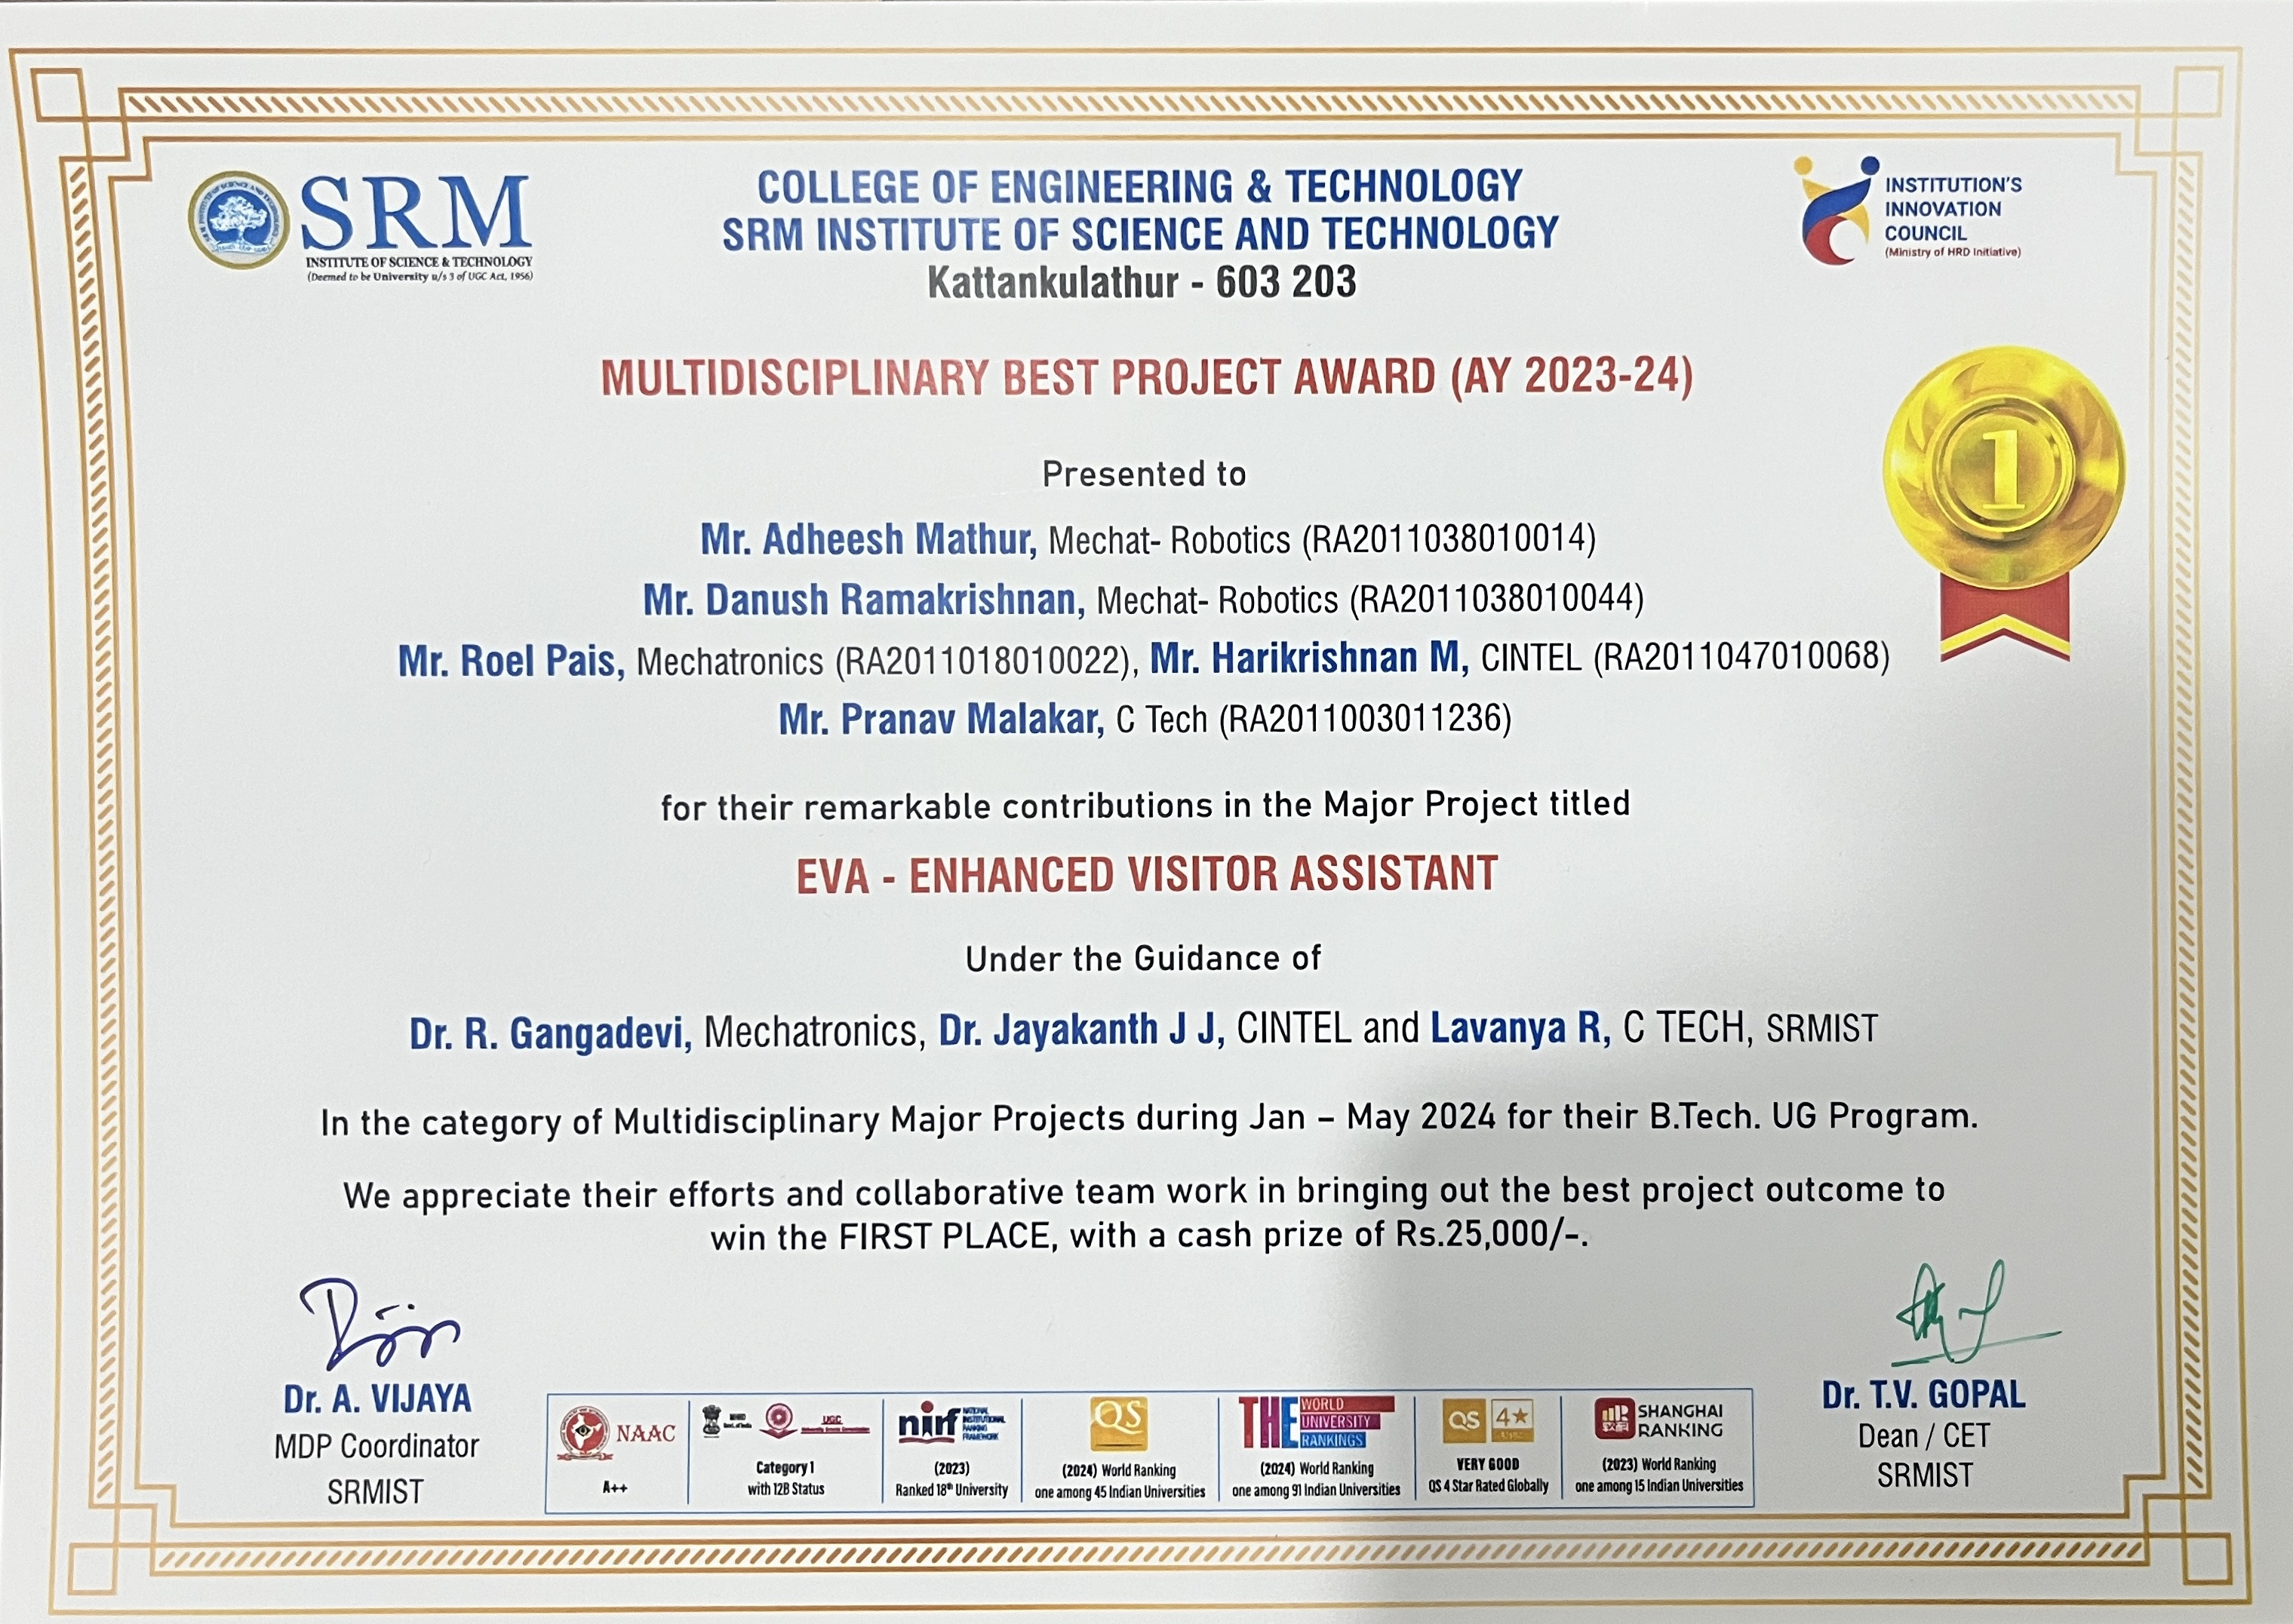 SRM
INSTITUTE OF SCIENCE & TECHNOLOGY
(Deemed to be University u/s 3 of UGC Act, 1956)
COLLEGE OF ENGINEERING & TECHNOLOGY
SRM INSTITUTE OF SCIENCE AND TECHNOLOGY
Kattankulathur - 603 203
INSTITUTION'S
INNOVATION
COUNCIL
(Ministry of HRD Initiative)
MULTIDISCIPLINARY BEST PROJECT AWARD (AY 2023-24)
1
Presented to
Mr. Adheesh Mathur, Mechat- Robotics (RA2011038010014)
Mr. Danush Ramakrishnan, Mechat- Robotics (RA2011038010044)
Mr. Roel Pais, Mechatronics (RA2011018010022), Mr. Harikrishnan M, CINTEL (RA2011047010068)
Mr. Pranav Malakar, C Tech (RA2011003011236)
for their remarkable contributions in the Major Project titled
EVA - ENHANCED VISITOR ASSISTANT
Under the Guidance of
Dr. R. Gangadevi, Mechatronics, Dr. Jayakanth J J, CINTEL and Lavanya R, C TECH, SRMIST
In the category of Multidisciplinary Major Projects during Jan – May 2024 for their B.Tech. UG Program.
We appreciate their efforts and collaborative team work in bringing out the best project outcome to
win the FIRST PLACE, with a cash prize of Rs.25,000/-.
Dr. A. VIJAYA
MDP Coordinator
SRMIST
NAAC
A++
UGC
Category 1
with 12B Status
nirf
NATIONAL
INSTITUTIONAL
RANKING
FRAMEWORK
(2023)
Ranked 18th University
QS
(2024) World Ranking
one among 45 Indian Universities
THE WORLD
UNIVERSITY
RANKINGS
(2024) World Ranking
one among 91 Indian Universities
QS 4★
VERY GOOD
QS 4 Star Rated Globally
SHANGHAI
RANKING
(2023) World Ranking
one among 15 Indian Universities
Dr. T.V. GOPAL
Dean / CET
SRMIST